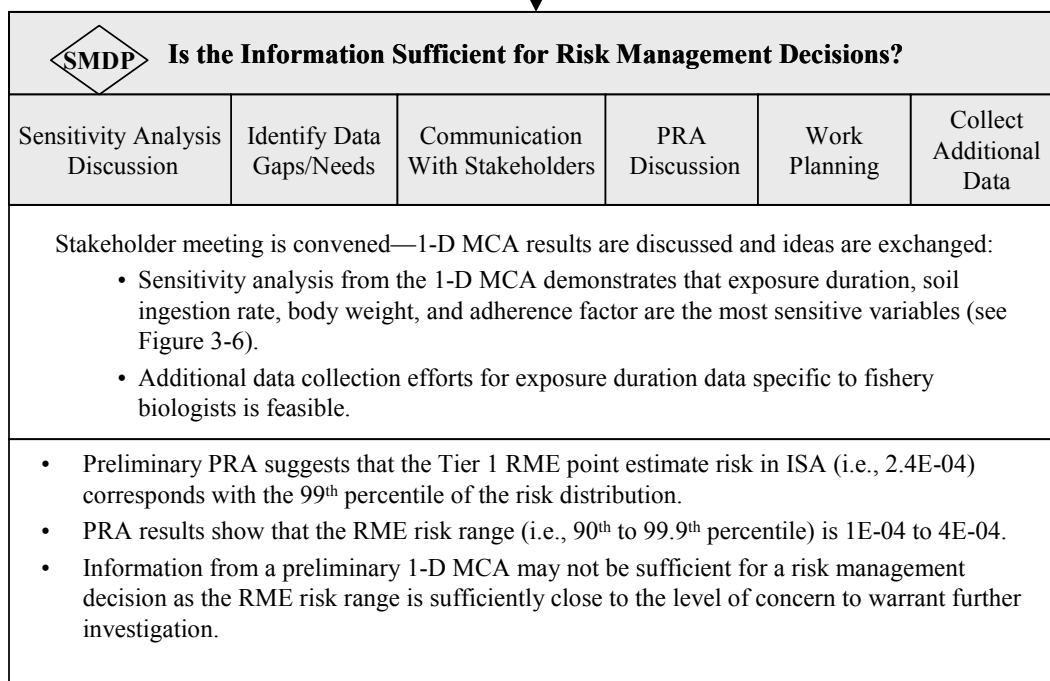 SMDP Is the Information Sufficient for Risk Management Decisions?
Sensitivity Analysis
Discussion
Identify Data
Gaps/Needs
Communication
With Stakeholders
PRA
Discussion
Work
Planning
Collect
Additional
Data
Stakeholder meeting is convened—1-D MCA results are discussed and ideas are exchanged:
• Sensitivity analysis from the 1-D MCA demonstrates that exposure duration, soil
ingestion rate, body weight, and adherence factor are the most sensitive variables (see
Figure 3-6).
• Additional data collection efforts for exposure duration data specific to fishery
biologists is feasible.
• Preliminary PRA suggests that the Tier 1 RME point estimate risk in ISA (i.e., 2.4E-04)
corresponds with the 99th percentile of the risk distribution.
• PRA results show that the RME risk range (i.e., 90th to 99.9th percentile) is 1E-04 to 4E-04.
• Information from a preliminary 1-D MCA may not be sufficient for a risk management
decision as the RME risk range is sufficiently close to the level of concern to warrant further
investigation.